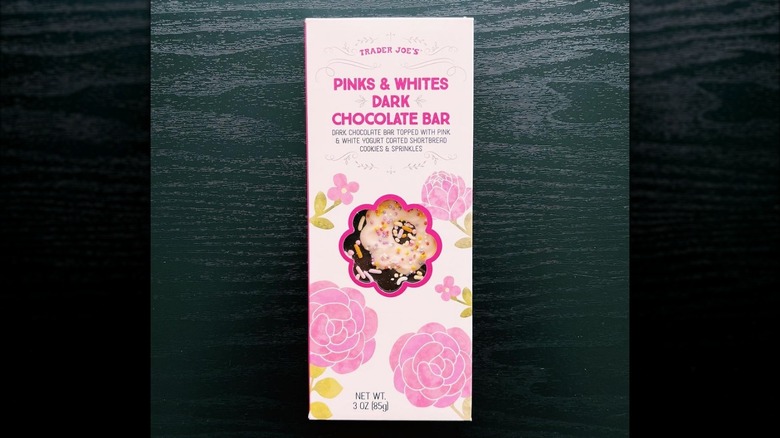 TRADER JOE'S
PINKS & WHITES
DARK
CHOCOLATE BAR
DARK CHOCOLATE BAR TOPPED WITH PINK
& WHITE YOGURT COATED SHORTBREAD
COOKIES & SPRINKLES
NET WT.
3 OZ (85g)